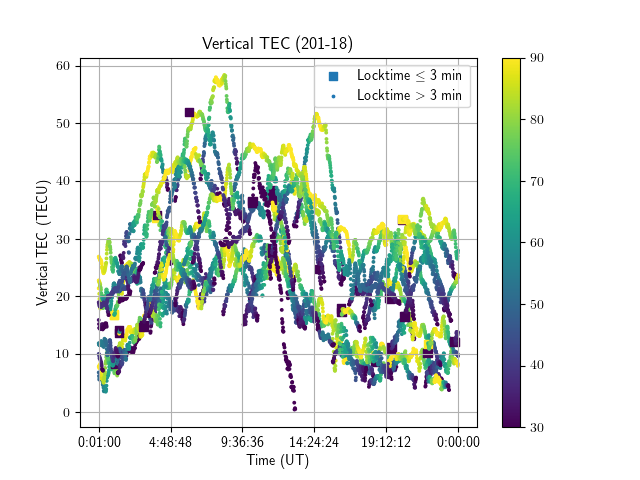 Vertical TEC (201-18)
Locktime ≤ 3 min
Locktime > 3 min
Vertical TEC (TECU)
60
50
40
30
20
10
0
0:01:00 4:48:48 9:36:36 14:24:24 19:12:12 0:00:00
Time (UT)
90
80
70
60
50
40
30